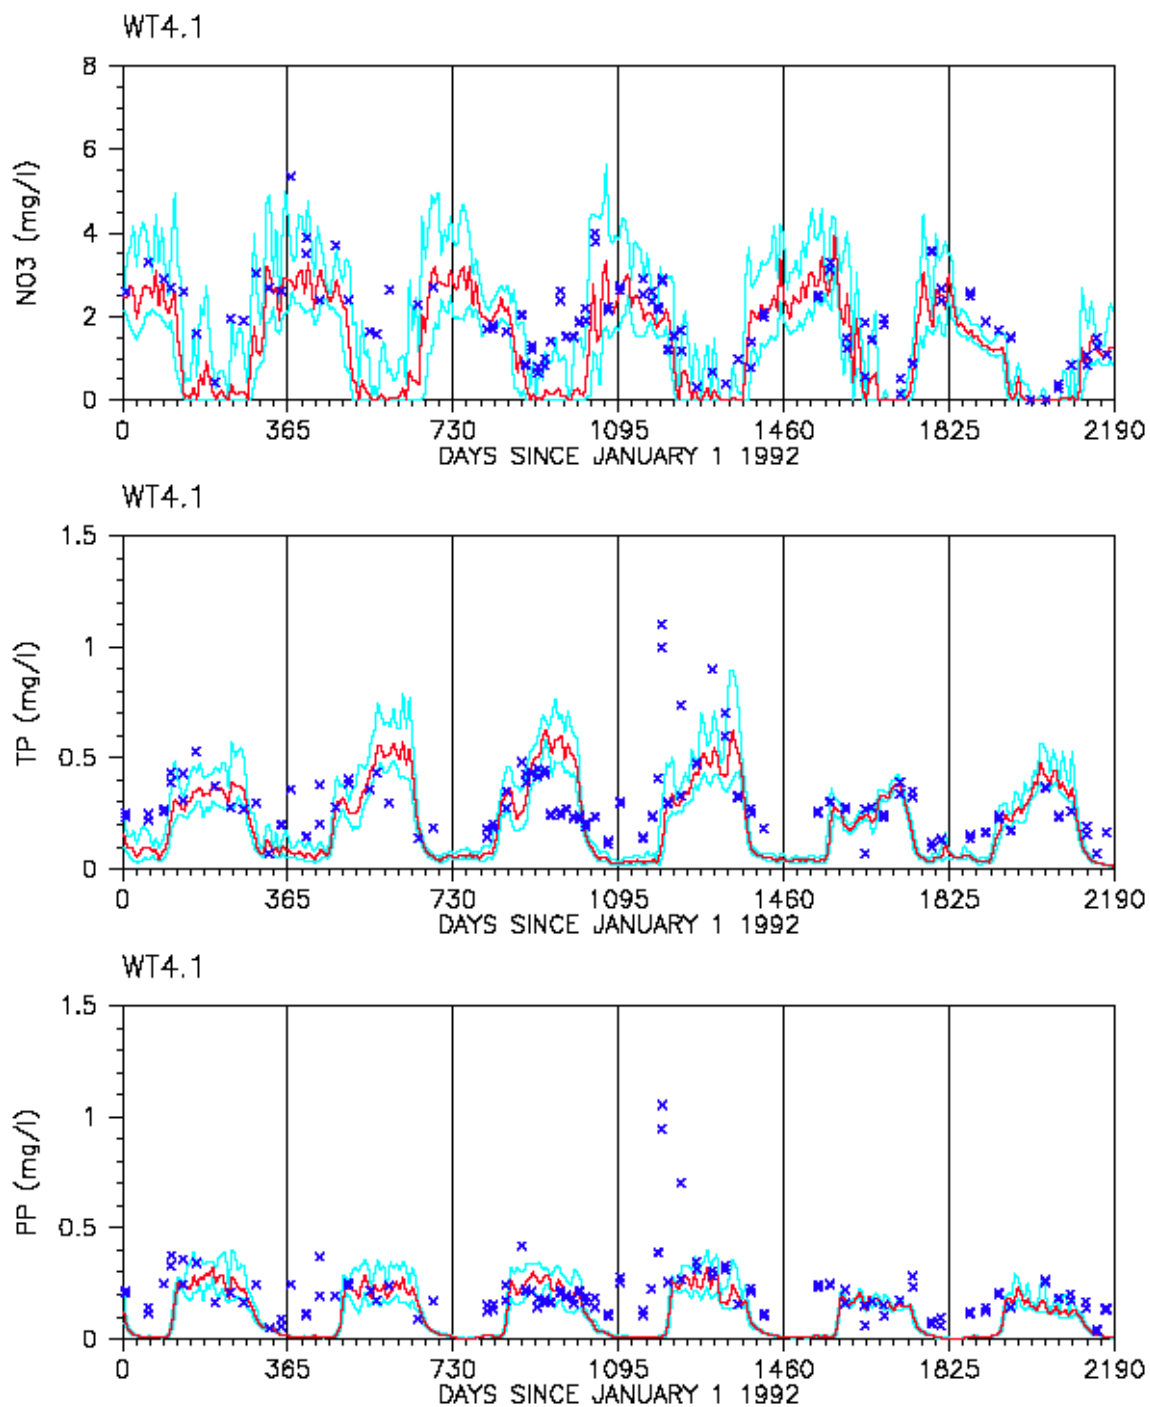 WT4.1
NO3 (mg/l)
8
6
4
2
0
0 365 730 1095 1460 1825 2190
DAYS SINCE JANUARY 1 1992
WT4.1
TP (mg/l)
1.5
1
0.5
0
0 365 730 1095 1460 1825 2190
DAYS SINCE JANUARY 1 1992
WT4.1
PP (mg/l)
1.5
1
0.5
0
0 365 730 1095 1460 1825 2190
DAYS SINCE JANUARY 1 1992